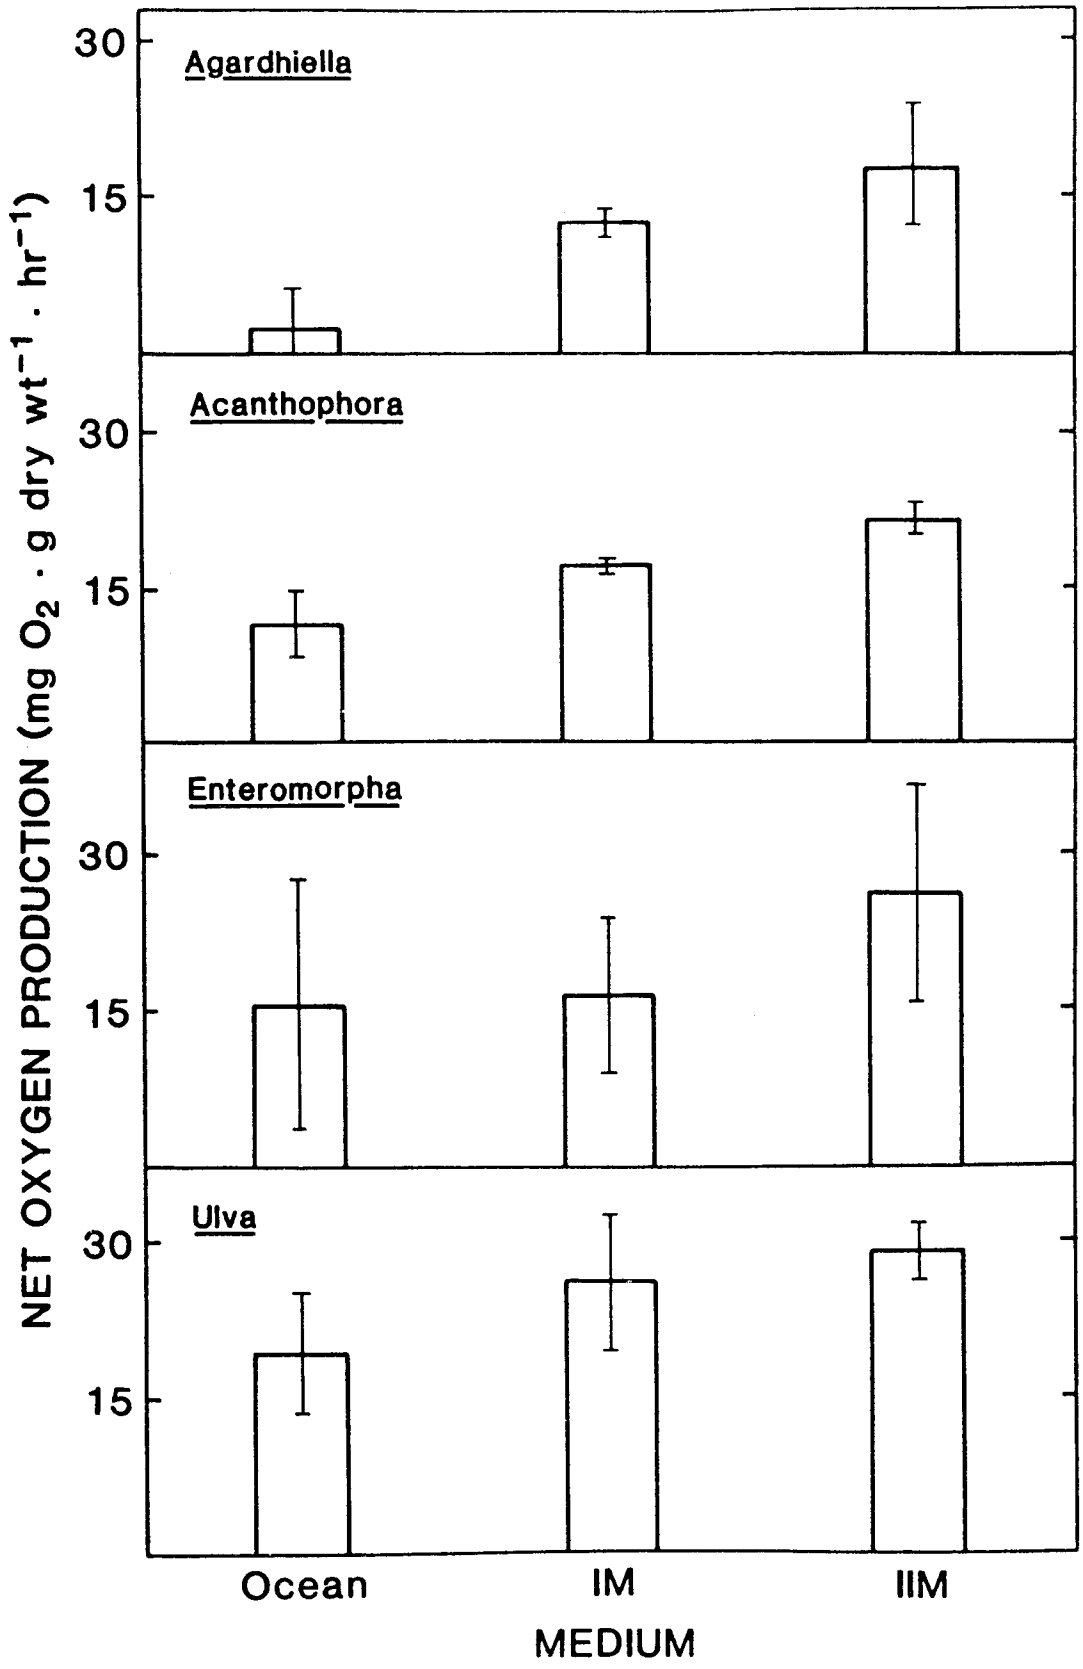 NET OXYGEN PRODUCTION (mg O₂ · g dry wt⁻¹ · hr⁻¹)
Agardhiella
30
15
Acanthophora
30
15
Enteromorpha
30
15
Ulva
30
15
Ocean IM IIM
MEDIUM